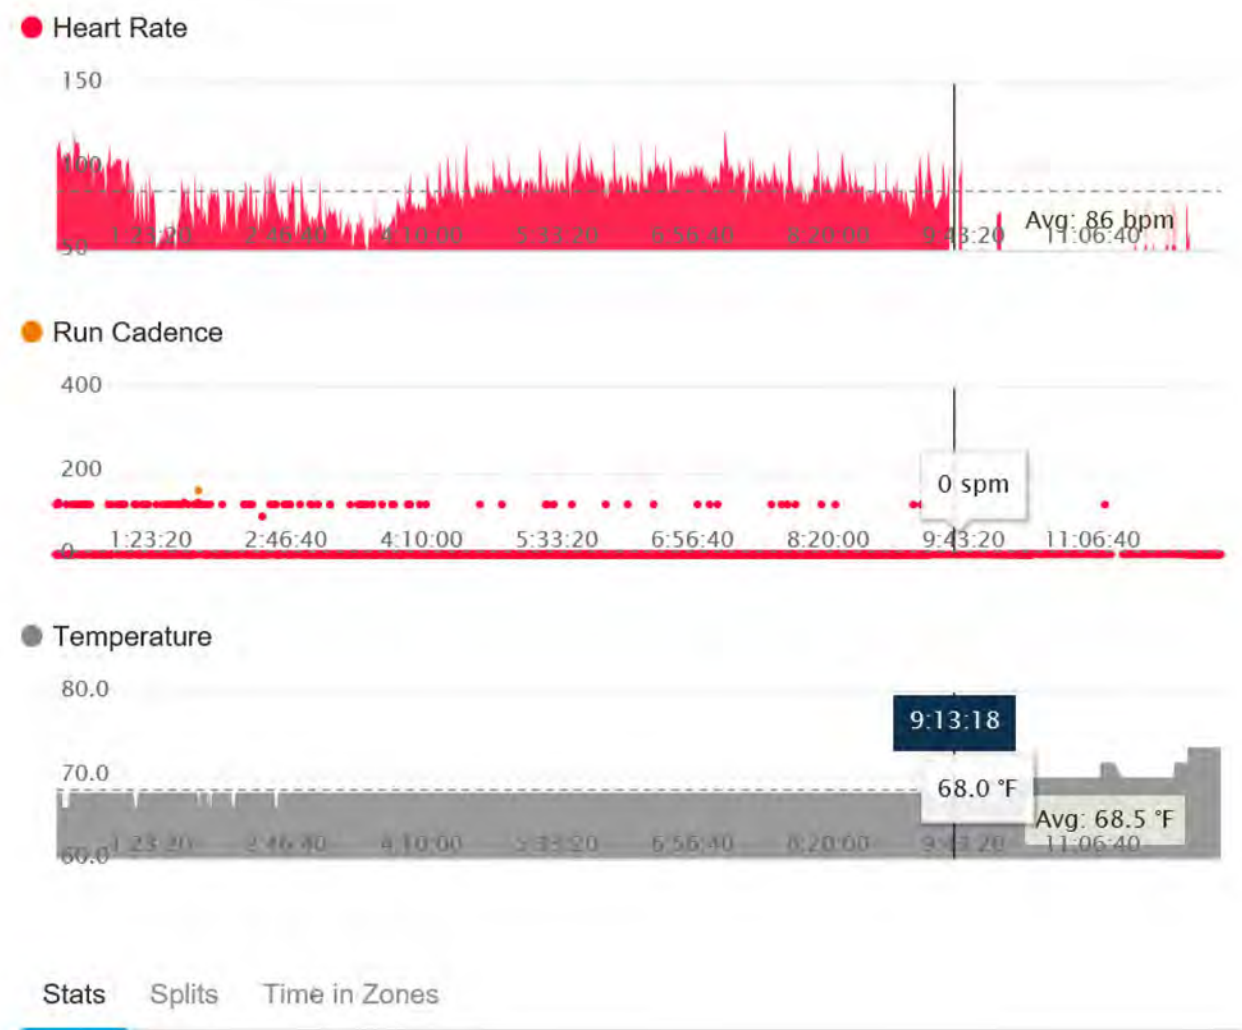 Heart Rate
150
100
Avg: 86 bpm
50 1:23:20 2:46:40 4:10:00 5:33:20 6:56:40 8:20:00 9:43:20 11:06:40
Run Cadence
400
200
0 spm
0 1:23:20 2:46:40 4:10:00 5:33:20 6:56:40 8:20:00 9:43:20 11:06:40
Temperature
80.0
9:13:18
70.0
68.0 °F
Avg: 68.5 °F
60.0 1:23:20 2:46:40 4:10:00 5:33:20 6:56:40 8:20:00 9:43:20 11:06:40
Stats Splits Time in Zones